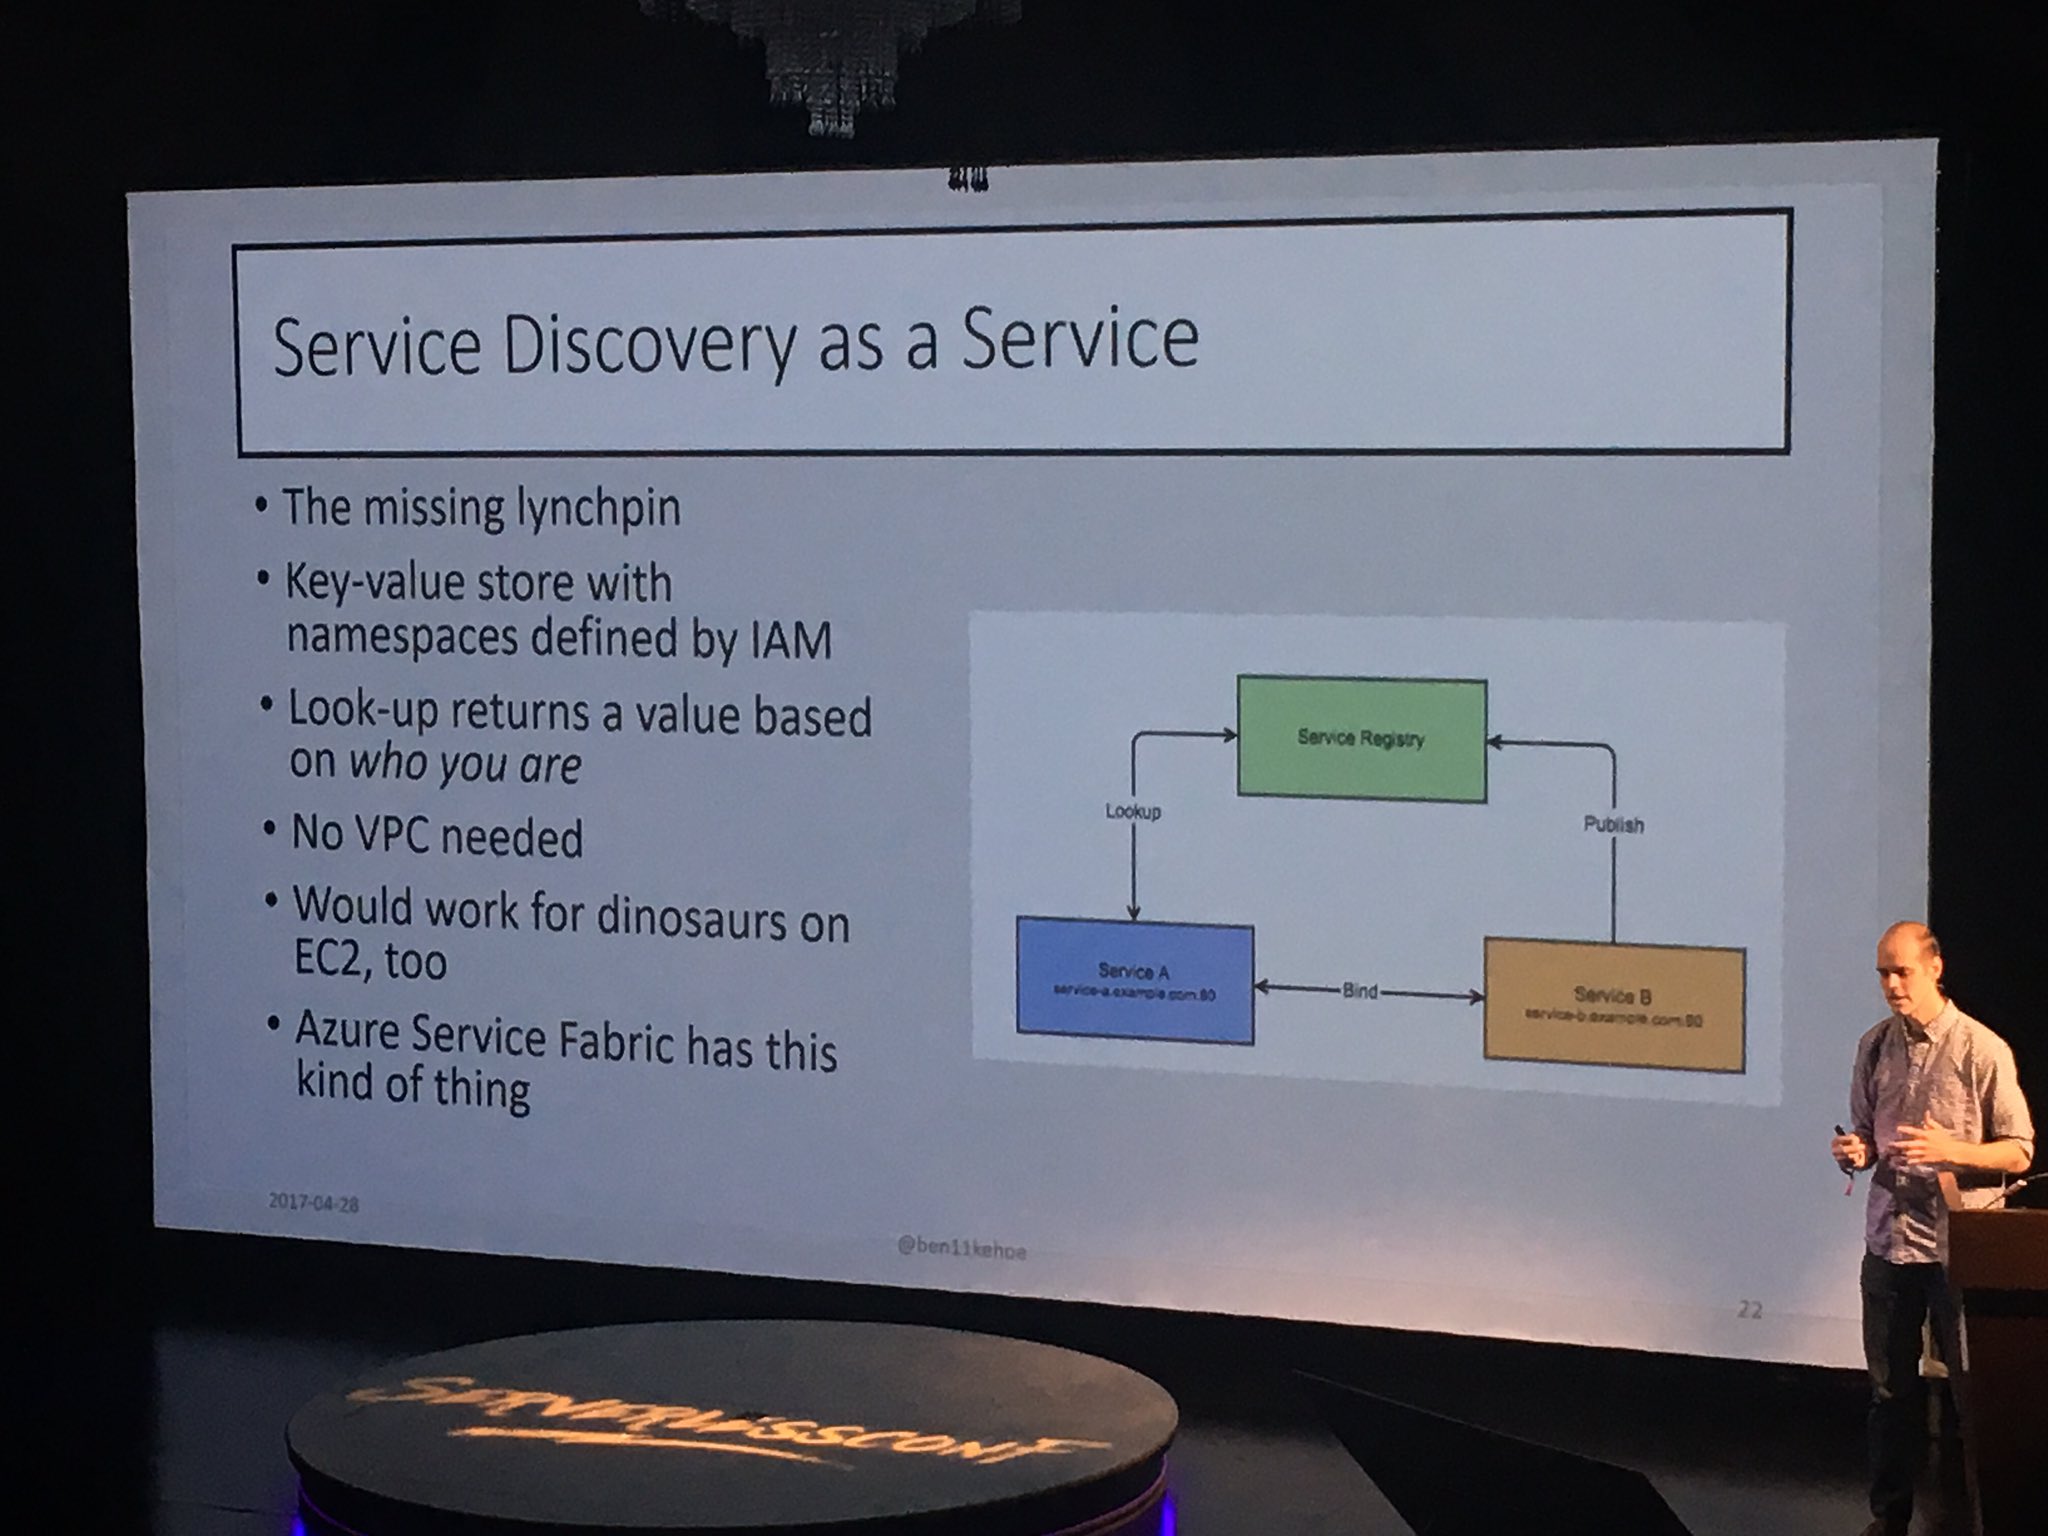 Service Discovery as a Service
• The missing lynchpin
• Key-value store with
namespaces defined by IAM
• Look-up returns a value based
on who you are
• No VPC needed
• Would work for dinosaurs on
EC2, too
• Azure Service Fabric has this
kind of thing
Service Registry
Lookup
Publish
Service A
service-a.example.com:80
Bind
Service B
service-b.example.com:80
2017-04-28
@ben11kehoe
22
SERVERLESSCONF